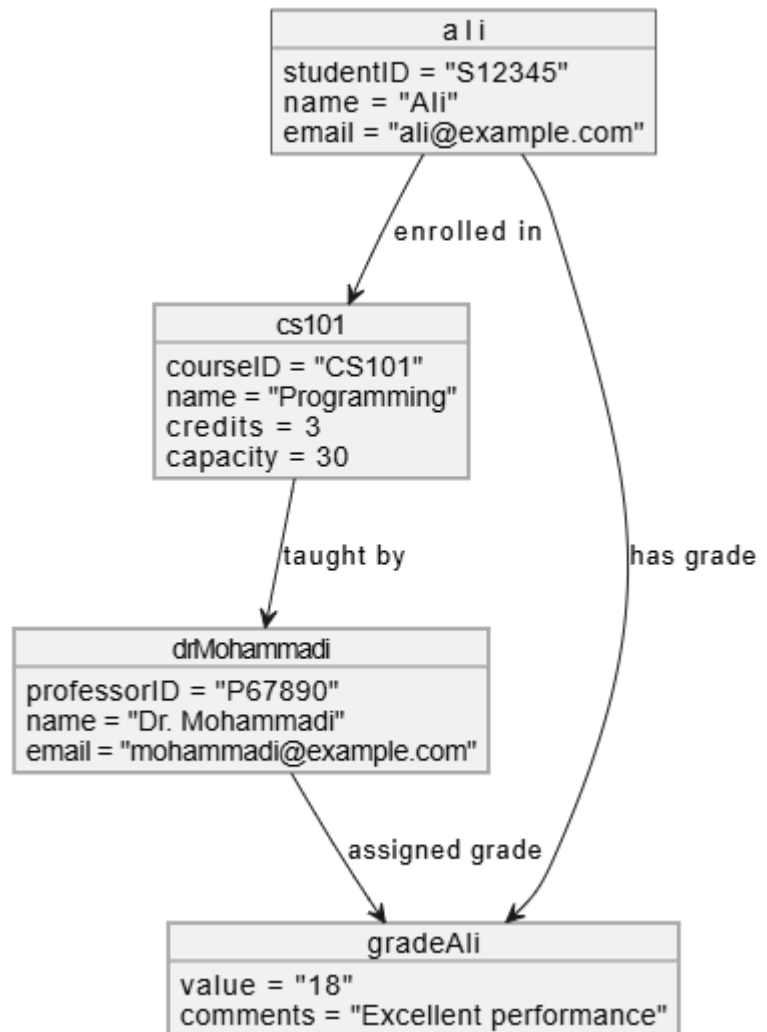 ali
studentID = "S12345"
name = "Ali"
email = "ali@example.com"
enrolled in
cs101
courseID = "CS101"
name = "Programming"
credits = 3
capacity = 30
taught by
has grade
drMohammadi
professorID = "P67890"
name = "Dr. Mohammadi"
email = "mohammadi@example.com"
assigned grade
gradeAli
value = "18"
comments = "Excellent performance"